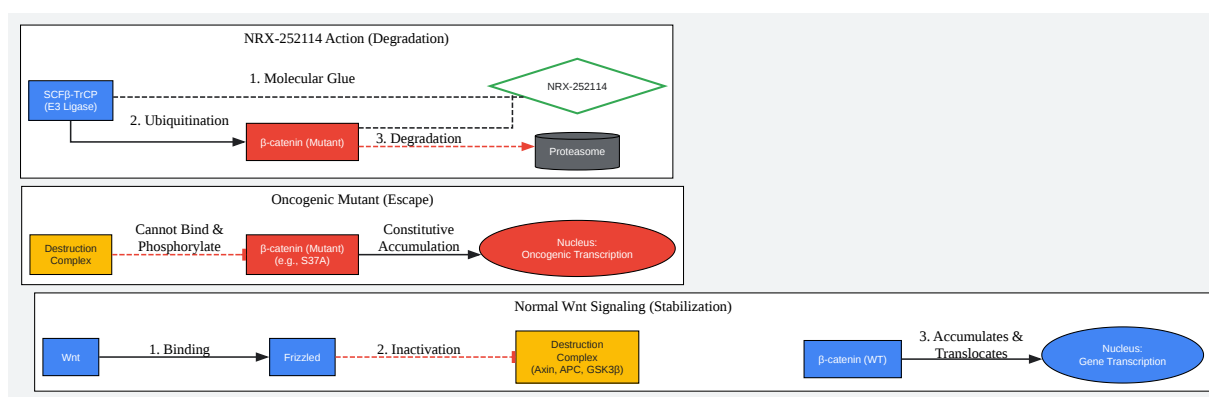 NRX-252114 Action (Degradation)
1. Molecular Glue
SCFβ-TrCP
(E3 Ligase)
NRX-252114
2. Ubiquitination
β-catenin (Mutant)
3. Degradation
Proteasome
Oncogenic Mutant (Escape)
Destruction
Complex
Cannot Bind &
Phosphorylate
β-catenin (Mutant)
(e.g., S37A)
Constitutive
Accumulation
Nucleus:
Oncogenic Transcription
Normal Wnt Signaling (Stabilization)
Wnt
1. Binding
Frizzled
2. Inactivation
Destruction
Complex
(Axin, APC, GSK3β)
β-catenin (WT)
3. Accumulates &
Translocates
Nucleus:
Gene Transcription